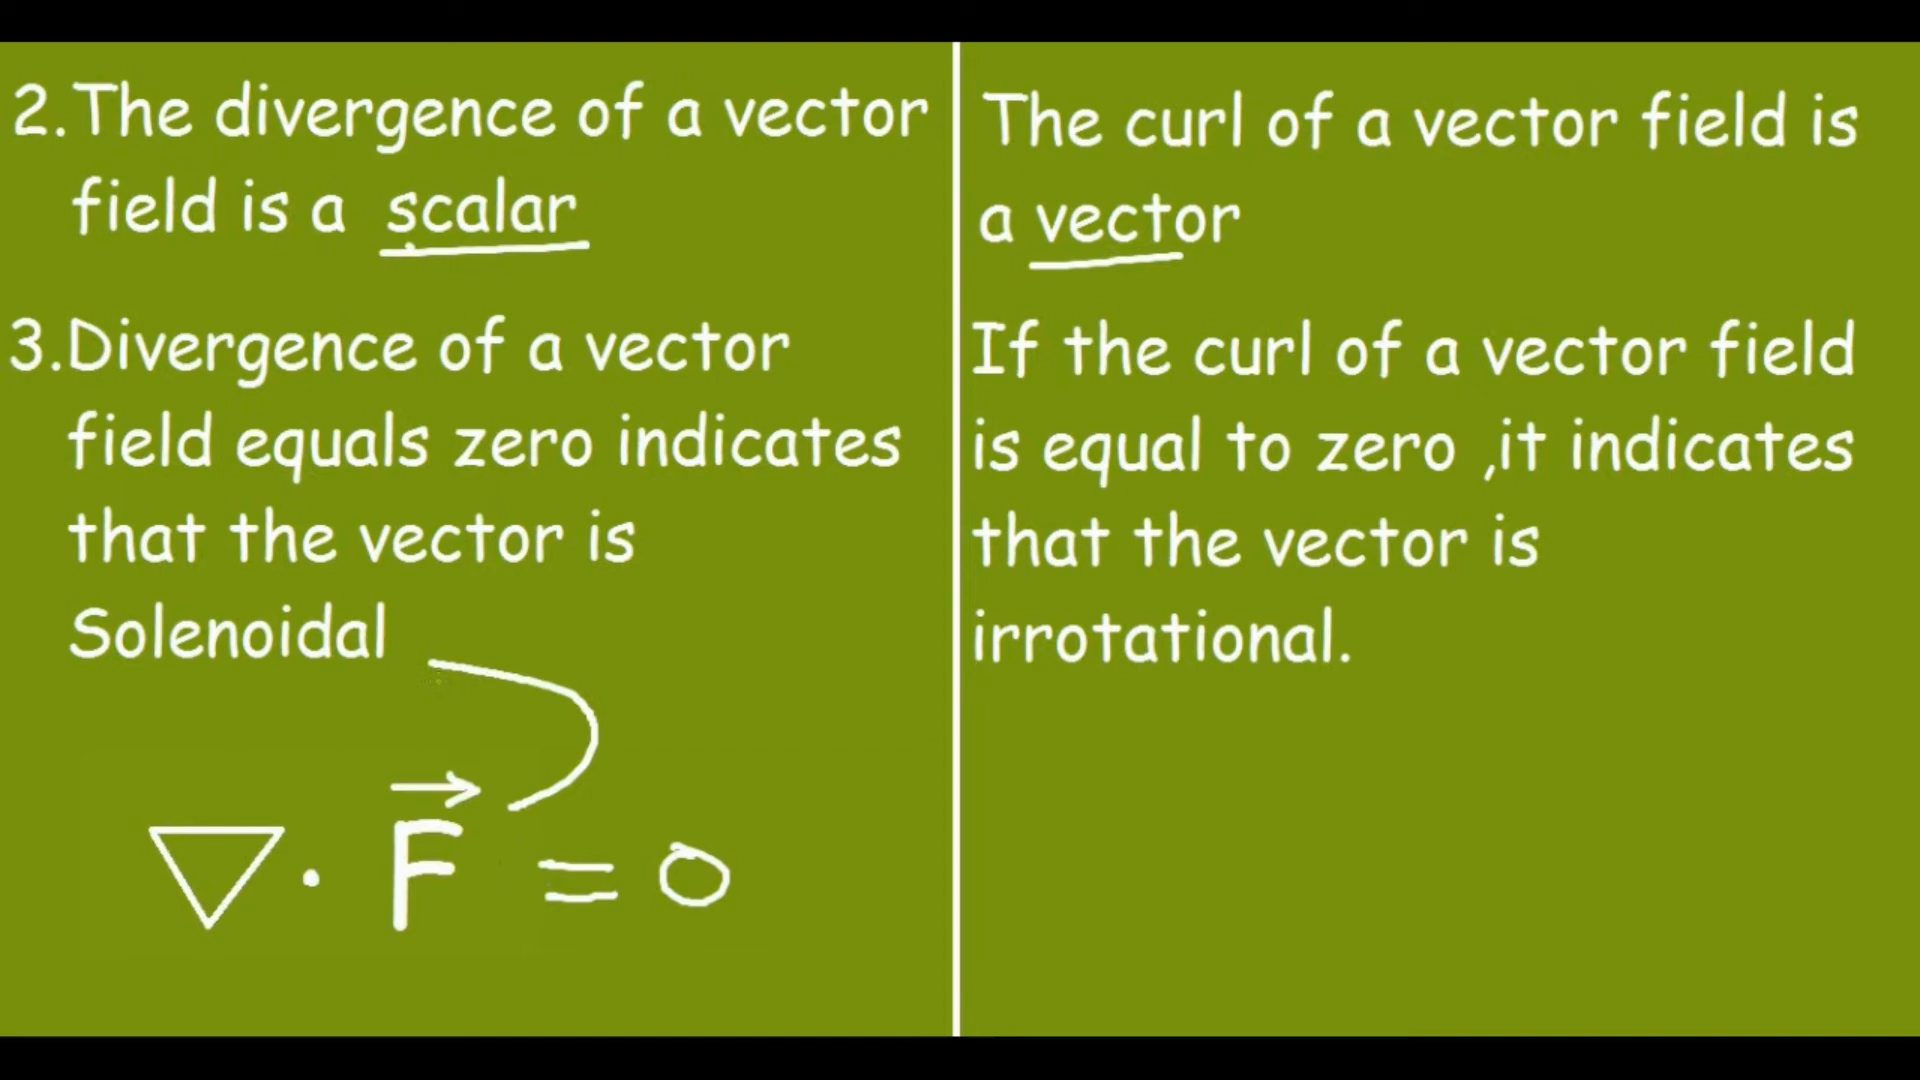 2.The divergence of a vector
field is a scalar
3.Divergence of a vector
field equals zero indicates
that the vector is
Solenoidal
∇ · F⃗ = 0
The curl of a vector field is
a vector
If the curl of a vector field
is equal to zero ,it indicates
that the vector is
irrotational.